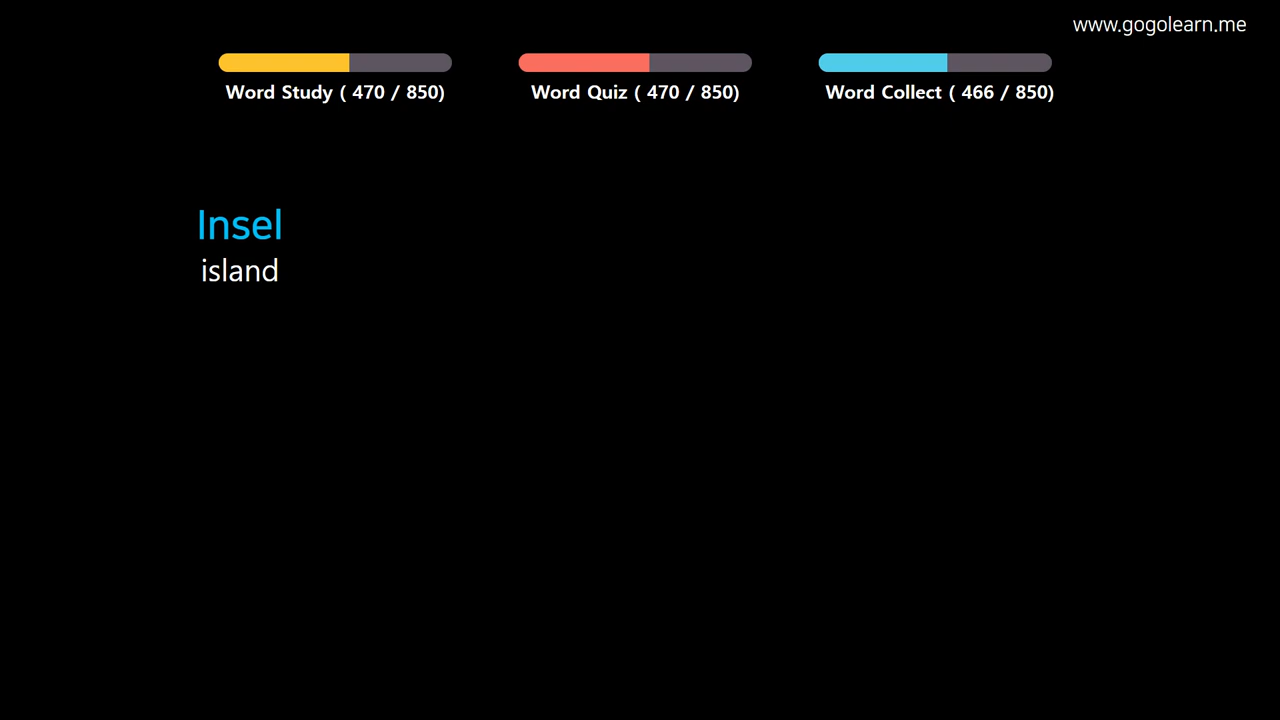 www.gogolearn.me
Word Study ( 470 / 850)
Word Quiz ( 470 / 850)
Word Collect ( 466 / 850)
Insel
island